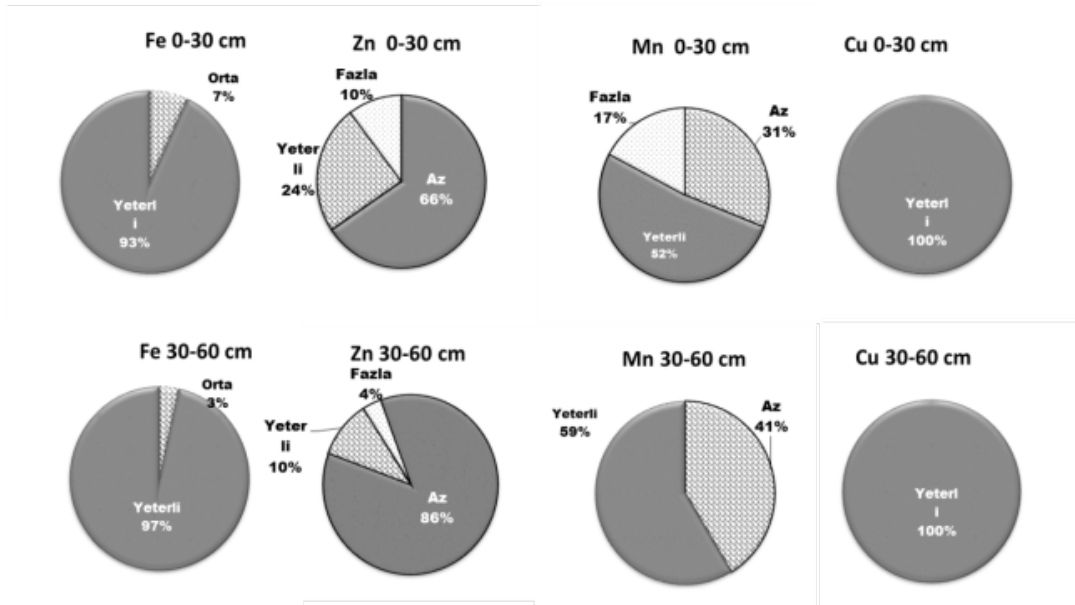 Fe 0-30 cm
Orta
7%
Yeterl
i
93%
Zn 0-30 cm
Fazla
10%
Yeter
li
24%
Az
66%
Mn 0-30 cm
Fazla
17%
Az
31%
Yeterli
52%
Cu 0-30 cm
Yeterl
i
100%
Fe 30-60 cm
Orta
3%
Yeterli
97%
Zn 30-60 cm
Fazla
4%
Yeter
li
10%
Az
86%
Mn 30-60 cm
Yeterli
59%
Az
41%
Cu 30-60 cm
Yeterl
i
100%